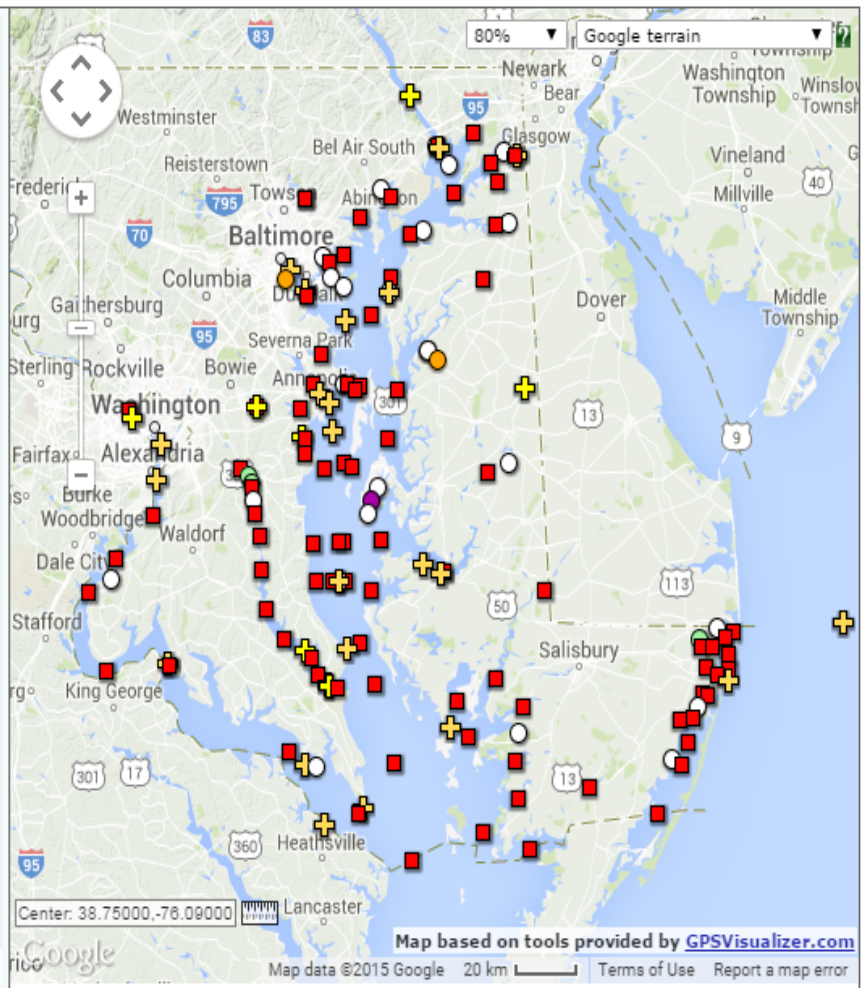 83
80% ▼
Google terrain ▼
?
Township
Newark
Washington
Township
Winslow
Townsh
Bear
95
Westminster
Glasgow
Bel Air South
Reisterstown
Vineland
40
Frederick
795
Towson
Abingdon
Millville
70
Baltimore
Columbia
Dundalk
Dover
Middle
Township
Gaithersburg
urg
95
Severna Park
Sterling
Rockville
Bowie
Annapolis
Washington
301
13
9
Fairfax
Alexandria
Burke
Woodbridge
Waldorf
Dale City
113
50
Stafford
Salisbury
King George
rg
301
17
13
360
Heathsville
95
Center: 38.75000,-76.09000
Lancaster
Map based on tools provided by GPSVisualizer.com
Google
Map data ©2015 Google
20 km
Terms of Use
Report a map error